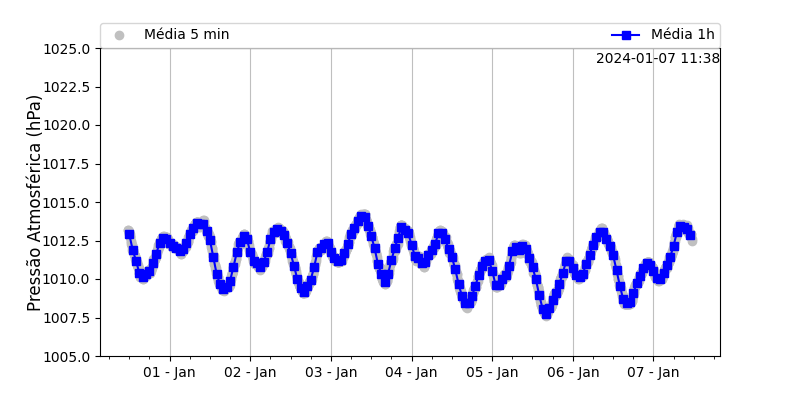 Média 5 min
Média 1h
2024-01-07 11:38
Pressão Atmosférica (hPa)
1025.0
1022.5
1020.0
1017.5
1015.0
1012.5
1010.0
1007.5
1005.0
01 - Jan
02 - Jan
03 - Jan
04 - Jan
05 - Jan
06 - Jan
07 - Jan